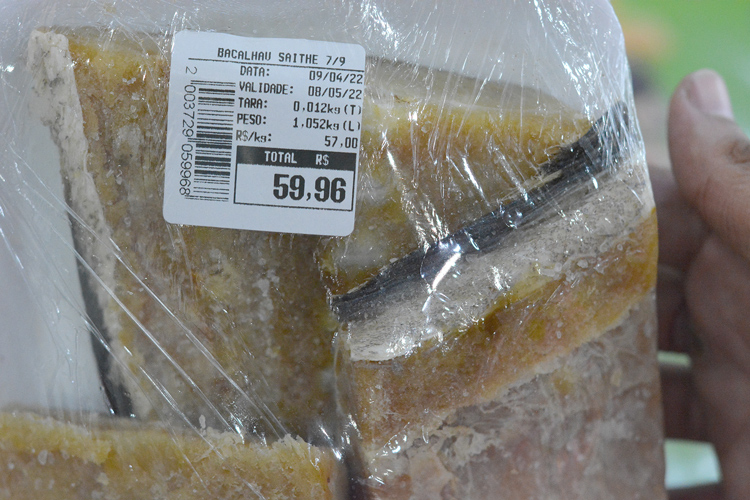 BACALHAU SAITHE 7/9
DATA: 09/04/22
VALIDADE: 08/05/22
TARA: 0,012kg (T)
PESO: 1,052kg (L)
R$/kg: 57,00
TOTAL R$
59,96
2 003729 059968